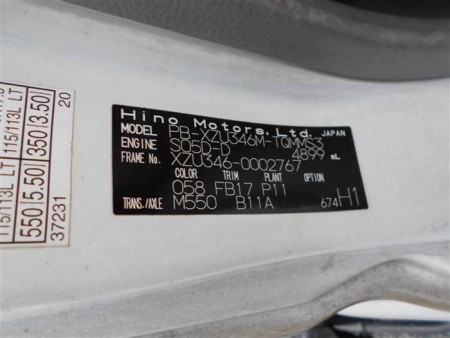 Hino Motors,Ltd. JAPAN
MODEL PB-XZU346M-TQMMS3
ENGINE S05D-D 4899 mL
FRAME No. XZU346-0002767
COLOR TRIM PLANT OPTION
058 FB17 P11
TRANS./AXLE M550 B11A 674H1
115/113L LT 115/113L LT
550(5.50) 350(3.50)
37231 20